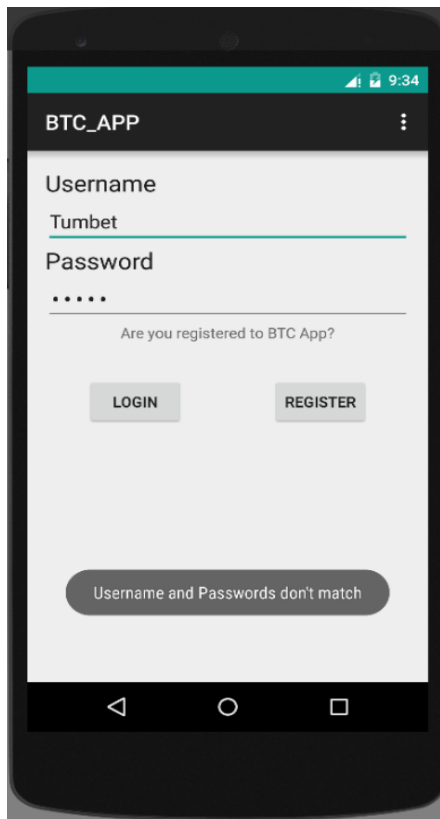 9:34
BTC_APP
Username
Tumbet
Password
•••••
Are you registered to BTC App?
LOGIN REGISTER
Username and Passwords don't match